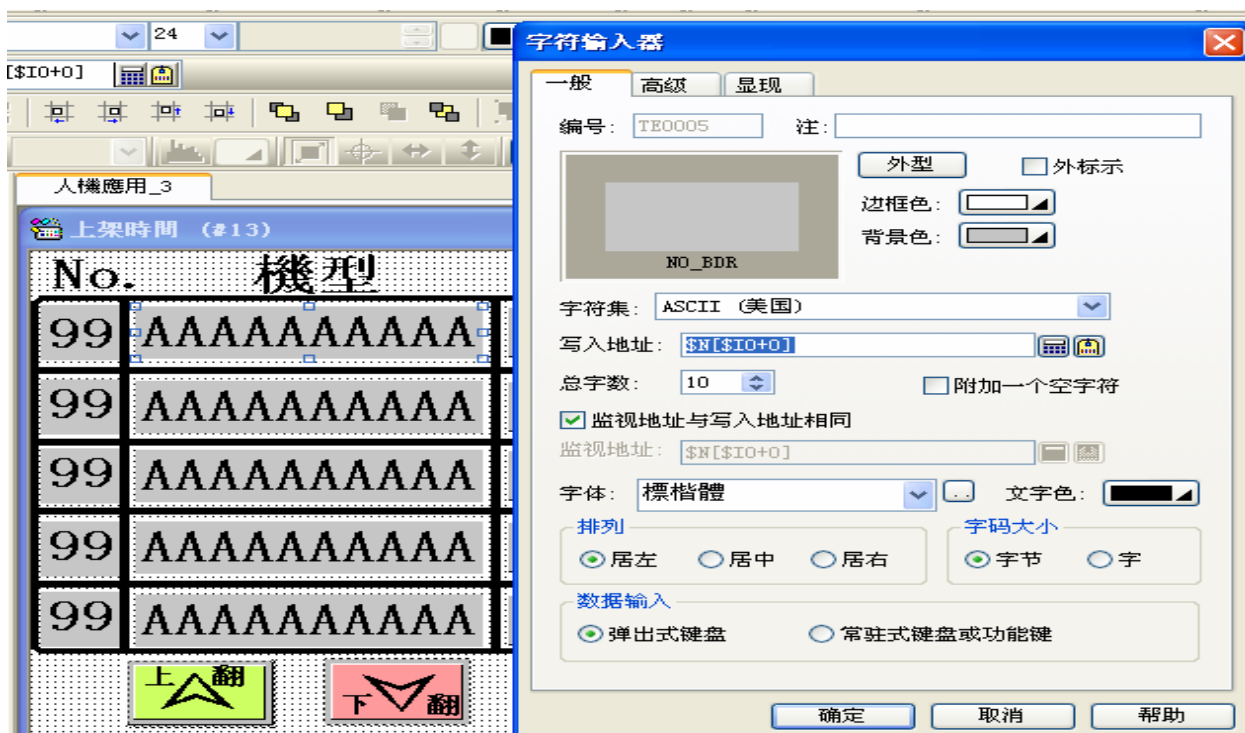 24
[$I0+0]
人機應用_3
上架時間 (#13)
No. 機型
99 AAAAAAAAAA
99 AAAAAAAAAA
99 AAAAAAAAAA
99 AAAAAAAAAA
99 AAAAAAAAAA
上翻
下翻
字符输入器
一般 高级 显现
编号: TE0005 注:
NO_BDR
外型 外标示
边框色:
背景色:
字符集: ASCII (美国)
写入地址: $N[$I0+0]
总字数: 10 附加一个空字符
监视地址与写入地址相同
监视地址: $N[$I0+0]
字体: 標楷體 .. 文字色:
排列 字码大小
居左 居中 居右 字节 字
数据输入
弹出式键盘 常驻式键盘或功能键
确定 取消 帮助